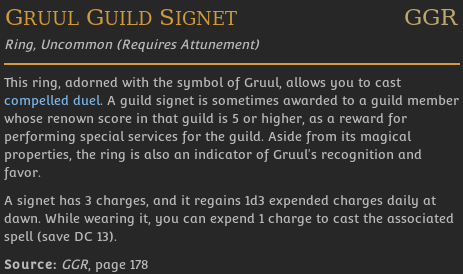 Gruul Guild Signet GGR
Ring, Uncommon (Requires Attunement)
This ring, adorned with the symbol of Gruul, allows you to cast
compelled duel. A guild signet is sometimes awarded to a guild member
whose renown score in that guild is 5 or higher, as a reward for
performing special services for the guild. Aside from its magical
properties, the ring is also an indicator of Gruul's recognition and
favor.
A signet has 3 charges, and it regains 1d3 expended charges daily at
dawn. While wearing it, you can expend 1 charge to cast the associated
spell (save DC 13).
Source: GGR, page 178